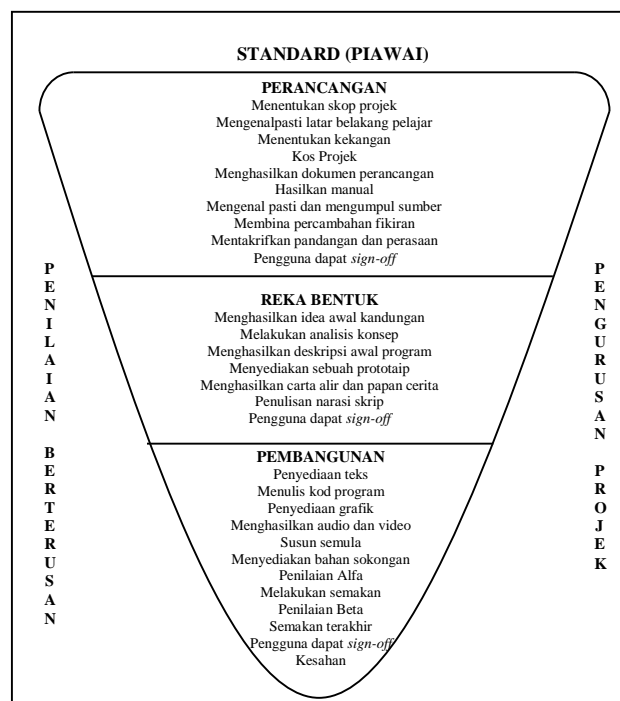 STANDARD (PIAWAI)
PERANCANGAN
Menentukan skop projek
Mengenalpasti latar belakang pelajar
Menentukan kekangan
Kos Projek
Menghasilkan dokumen perancangan
Hasilkan manual
Mengenal pasti dan mengumpul sumber
Membina percambahan fikiran
Mentakrifkan pandangan dan perasaan
Pengguna dapat sign-off
REKA BENTUK
Menghasilkan idea awal kandungan
Melakukan analisis konsep
Menghasilkan deskripsi awal program
Menyediakan sebuah prototaip
Menghasilkan carta alir dan papan cerita
Penulisan narasi skrip
Pengguna dapat sign-off
PEMBANGUNAN
Penyediaan teks
Menulis kod program
Penyediaan grafik
Menghasilkan audio dan video
Susun semula
Menyediakan bahan sokongan
Penilaian Alfa
Melakukan semakan
Penilaian Beta
Semakan terakhir
Pengguna dapat sign-off
Kesahan
PENILAIAN BERTERUSAN
PENGURUSAN PROJEK